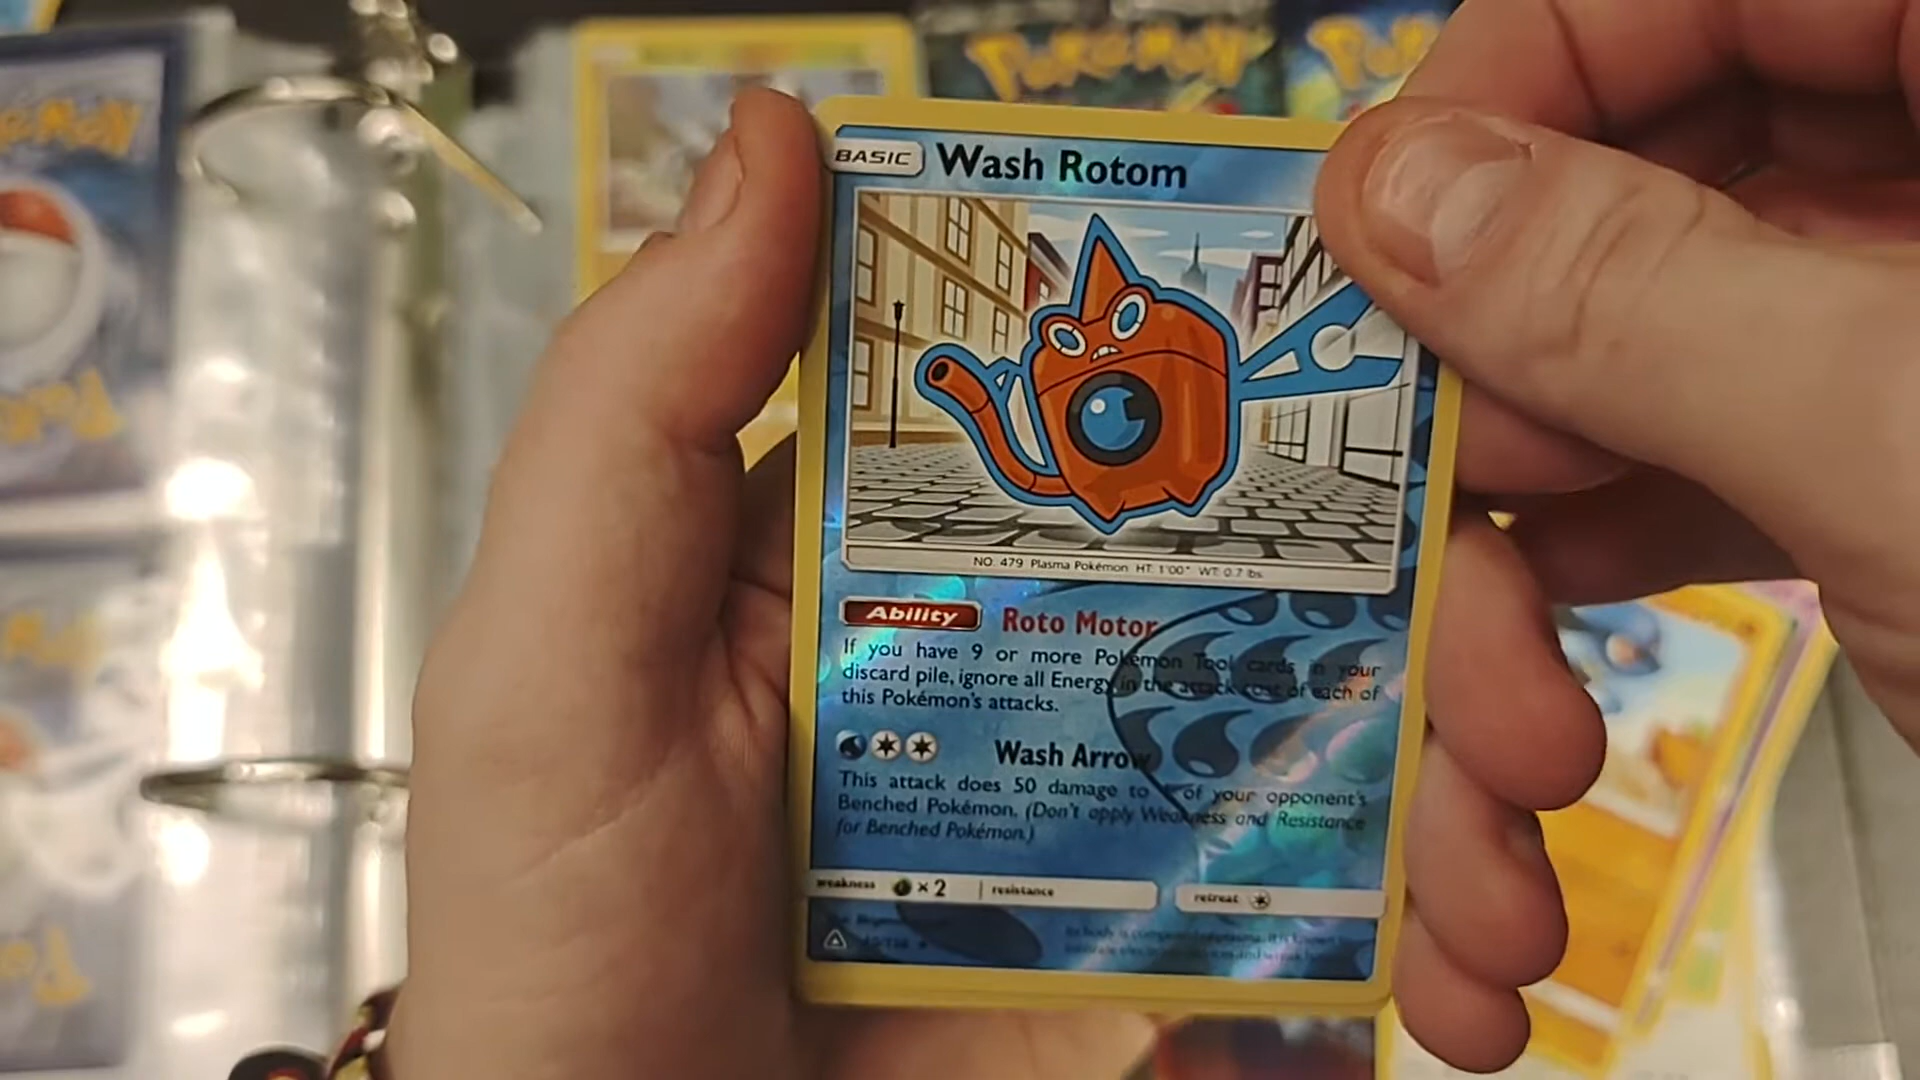 Pokémon
BASIC Wash Rotom
NO. 479 Plasma Pokémon HT: 1'00" WT: 0.7 lbs.
Ability Roto Motor
If you have 9 or more Pokémon Tool cards in your
discard pile, ignore all Energy in the attack cost of each of
this Pokémon's attacks.
Wash Arrow
This attack does 50 damage to 1 of your opponent's
Benched Pokémon. (Don't apply Weakness and Resistance
for Benched Pokémon.)
weakness × 2 resistance retreat